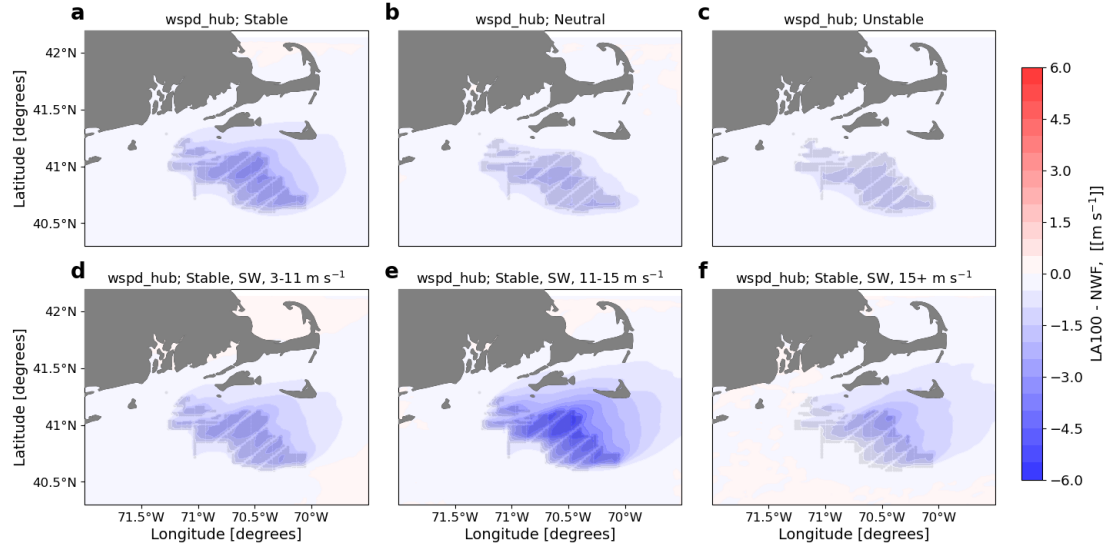 a wspd_hub; Stable
b wspd_hub; Neutral
c wspd_hub; Unstable
42°N
41.5°N
41°N
40.5°N
Latitude [degrees]
d wspd_hub; Stable, SW, 3-11 m s⁻¹
e wspd_hub; Stable, SW, 11-15 m s⁻¹
f wspd_hub; Stable, SW, 15+ m s⁻¹
42°N
41.5°N
41°N
40.5°N
Latitude [degrees]
71.5°W 71°W 70.5°W 70°W
71.5°W 71°W 70.5°W 70°W
71.5°W 71°W 70.5°W 70°W
Longitude [degrees]
Longitude [degrees]
Longitude [degrees]
6.0
4.5
3.0
1.5
0.0
−1.5
−3.0
−4.5
−6.0
LA100 - NWF, [[m s⁻¹]]